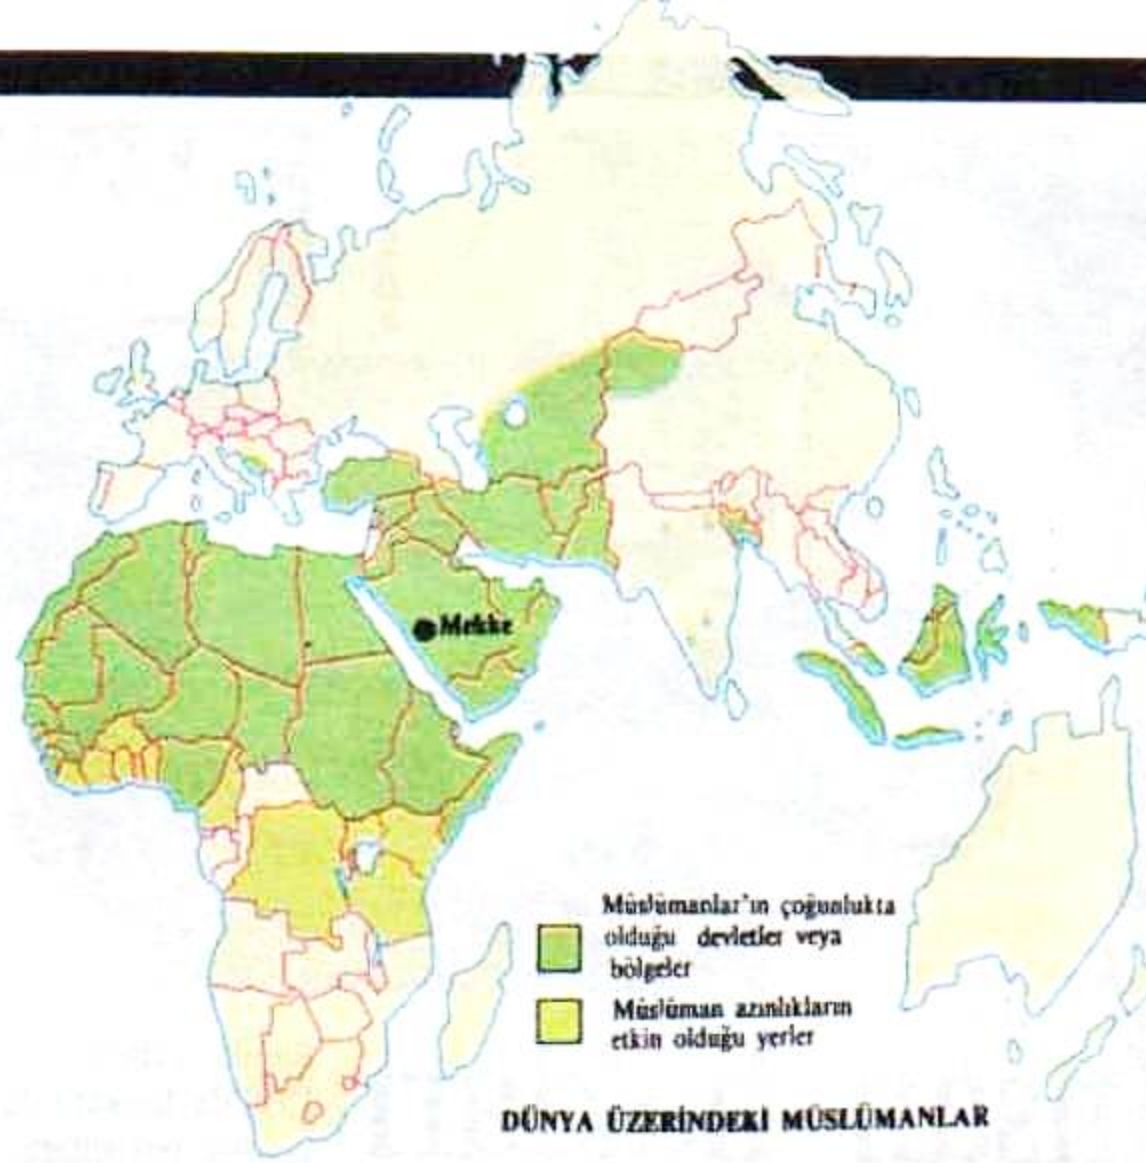 Mekke
Müslümanlar'ın çoğunlukta
olduğu devletler veya
bölgeler
Müslüman azınlıkların
etkin olduğu yerler
DÜNYA ÜZERİNDEKİ MÜSLÜMANLAR